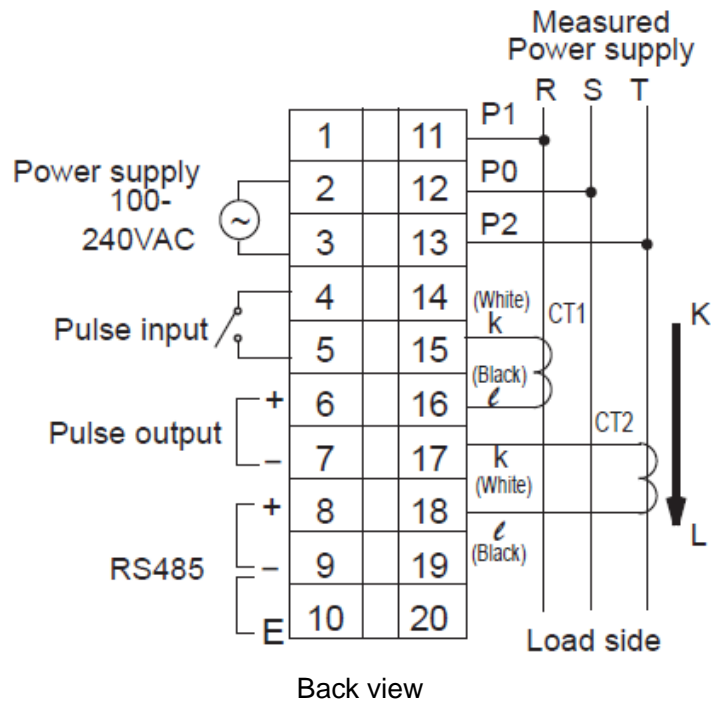 Measured
Power supply
R S T
1 11 P1
Power supply
100-
240VAC
~
2 12 P0
3 13 P2
Pulse input
4 14 (White)
k CT1 K
5 15
(Black)
ℓ
Pulse output
+ 6 16
CT2
– 7 17 k
(White)
RS485
+ 8 18
ℓ
(Black)
L
– 9 19
E 10 20
Load side
Back view